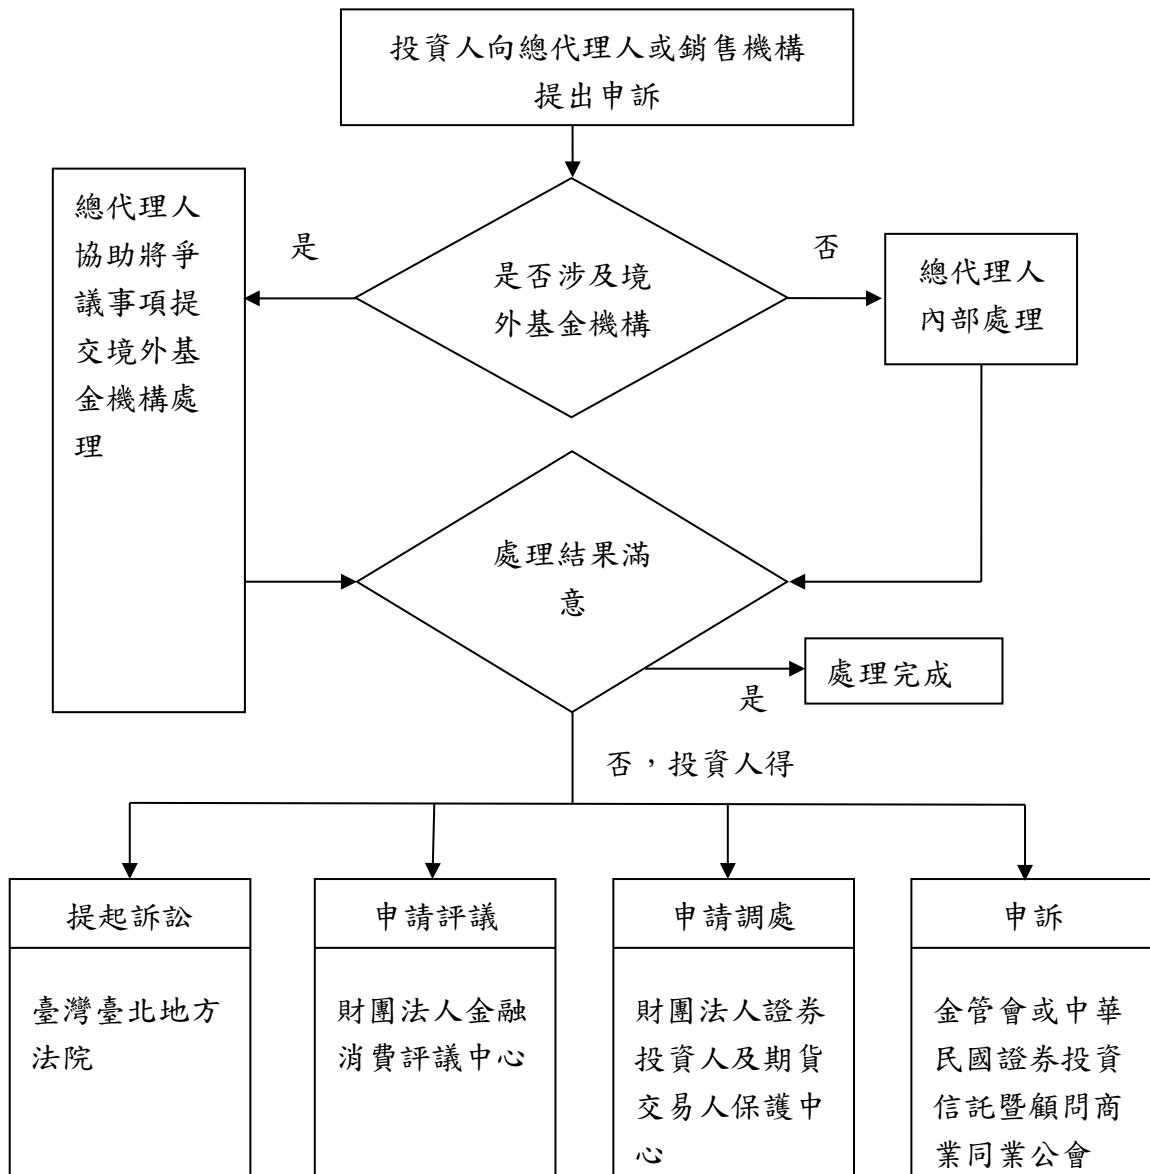 投資人向總代理人或銷售機構
提出申訴
總代理人
協助將爭
議事項提
交境外基
金機構處
理
是
是否涉及境
外基金機構
否
總代理人
內部處理
處理結果滿
意
處理完成
是
否，投資人得
提起訴訟
臺灣臺北地方
法院
申請評議
財團法人金融
消費評議中心
申請調處
財團法人證券
投資人及期貨
交易人保護中
心
申訴
金管會或中華
民國證券投資
信託暨顧問商
業同業公會